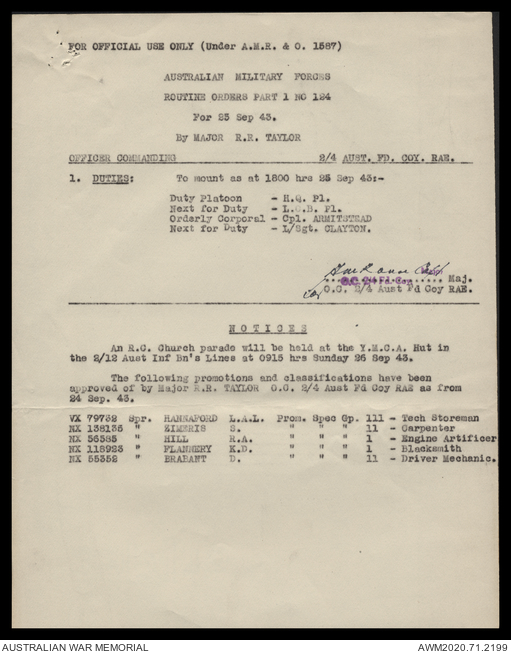 FOR OFFICIAL USE ONLY (Under A.M.R. & O. 1587)
AUSTRALIAN MILITARY FORCES
ROUTINE ORDERS PART 1 NO 124
For 25 Sep 43.
By MAJOR R.R. TAYLOR
OFFICER COMMANDING 2/4 AUST. FD. COY. RAE.
1. DUTIES: To mount as at 1800 hrs 25 Sep 43:-
Duty Platoon - H.Q. Pl.
Next for Duty - L.O.B. Pl.
Orderly Corporal - Cpl. ARMITSTEAD
Next for Duty - L/Sgt. CLAYTON.
Maj.
O.C. 2/4 Aust Fd Coy RAE.
NOTICES
An R.C. Church parade will be held at the Y.M.C.A. Hut in
the 2/12 Aust Inf Bn's Lines at 0915 hrs Sunday 26 Sep 43.
The following promotions and classifications have been
approved of by Major R.R. TAYLOR O.C. 2/4 Aust Fd Coy RAE as from
24 Sep. 43.
VX 79732 Spr. HANNAFORD L.A.L. Prom. Spec Gp. 111 - Tech Storeman
NX 138135 " ZIMERIS S. " " " 11 - Carpenter
NX 56585 " HILL R.A. " " " 1 - Engine Artificer
NX 118923 " FLANNERY K.D. " " " 1 - Blacksmith
NX 55352 " BRABANT D. " " " 11 - Driver Mechanic.
AUSTRALIAN WAR MEMORIAL AWM2020.71.2199